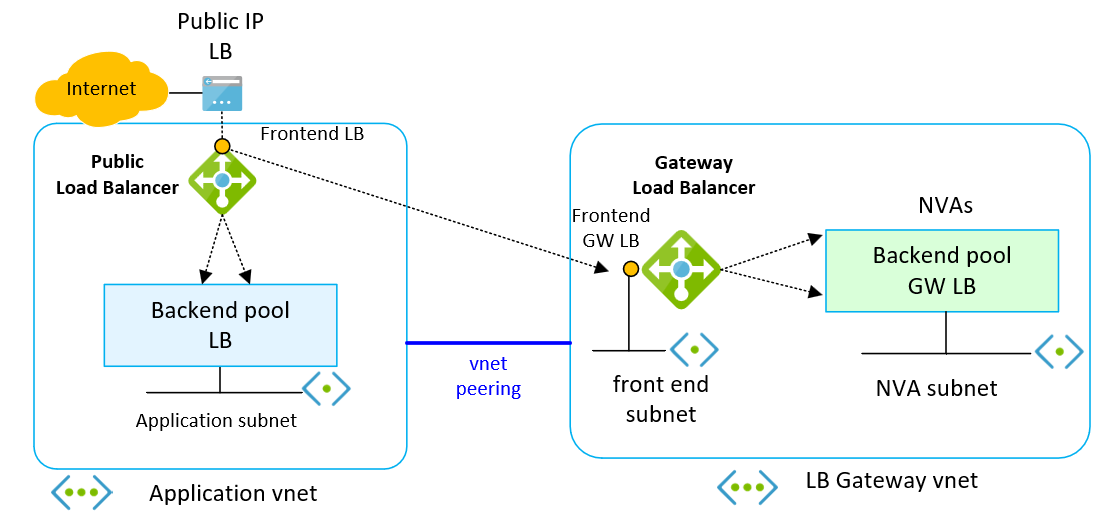 Public IP
LB
Internet
Frontend LB
Public
Load Balancer
Backend pool
LB
Application subnet
Application vnet
vnet
peering
Gateway
Load Balancer
Frontend
GW LB
front end
subnet
NVAs
Backend pool
GW LB
NVA subnet
LB Gateway vnet